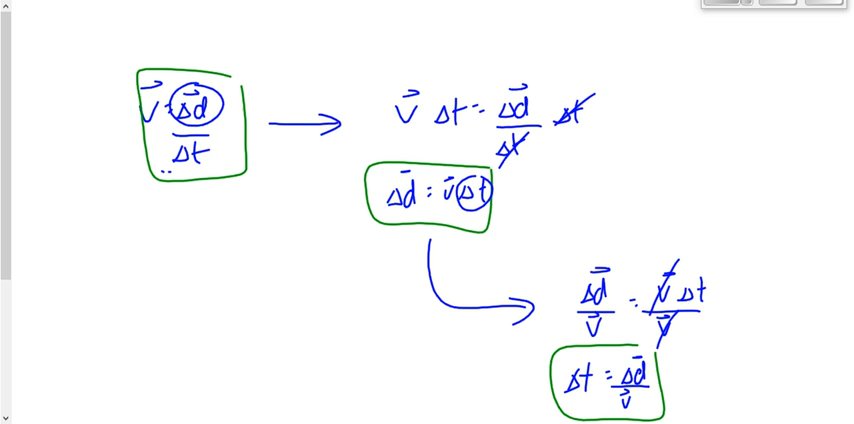 v⃗ = Δd⃗ / Δt
v⃗ Δt = Δd⃗ / Δt Δt
Δd⃗ = v⃗ Δt
Δd⃗ / v⃗ = v⃗ Δt / v⃗
Δt = Δd⃗ / v⃗